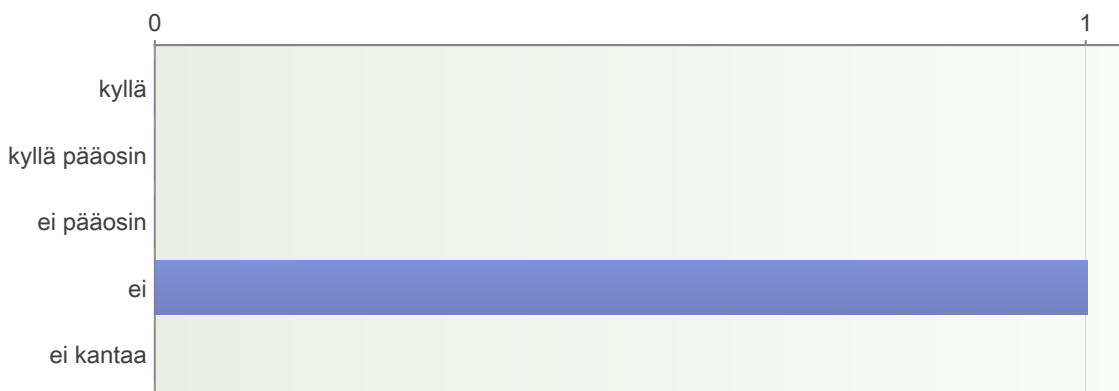 0 1
kyllä
kyllä pääosin
ei pääosin
ei
ei kantaa